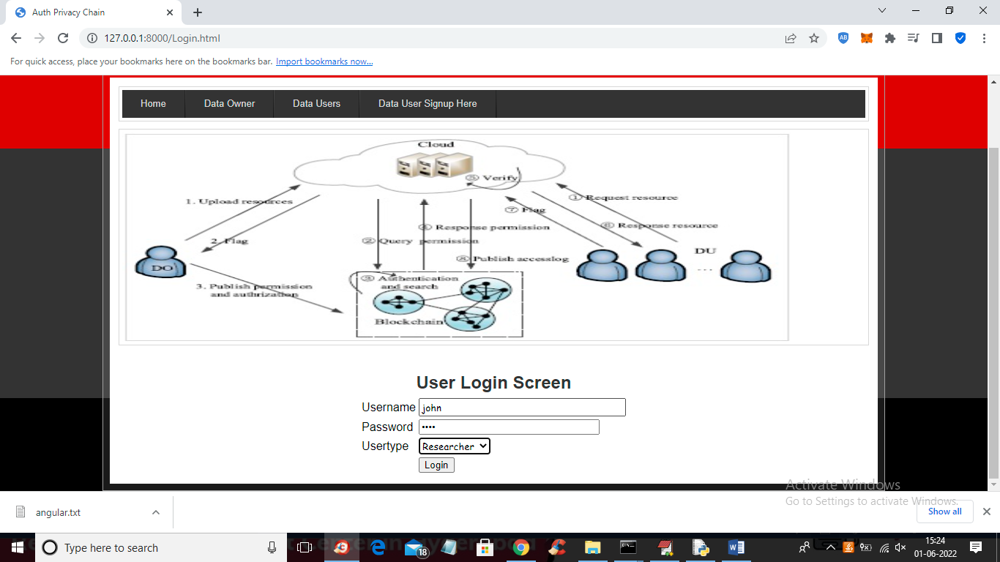 Auth Privacy Chain
127.0.0.1:8000/Login.html
For quick access, place your bookmarks here on the bookmarks bar. Import bookmarks now...
Home Data Owner Data Users Data User Signup Here
Cloud
⑤ Verify
1. Upload resources
① Request resource
⑦ Flag
④ Response permission
⑥ Response resource
2. Flag
② Query permission
DU
DO
⑧ Publish accesslog
...
3. Publish permission
and authrization
③ Authentication
and search
Blockchain
User Login Screen
Username john
Password ••••
Usertype Researcher
Login
Activate Windows
Go to Settings to activate Windows.
angular.txt
Show all
Type here to search
18
15:24
01-06-2022